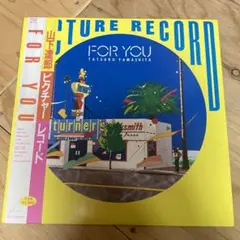 PICTURE RECORD
FOR YOU
TATSURO YAMASHITA
turner's
smith
山下達郎
ピクチャー
レコード
FOR YOU